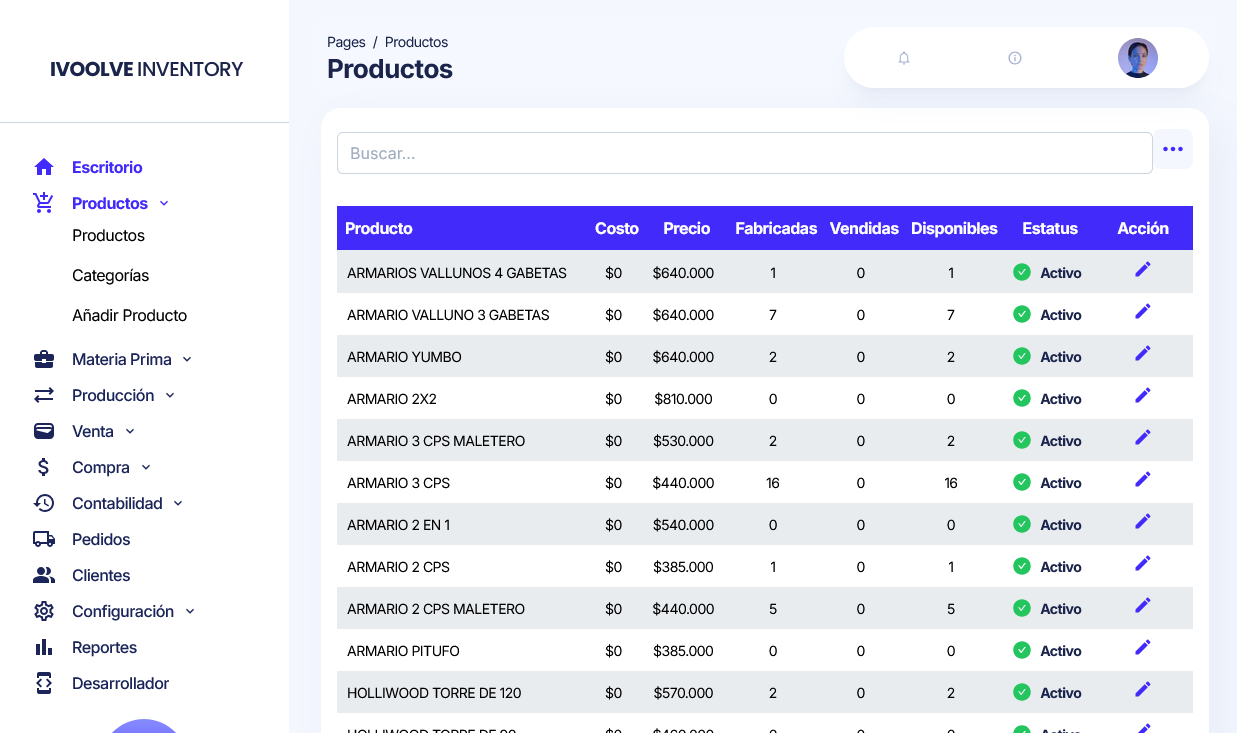 IVOOLVE INVENTORY
Escritorio
Productos
Productos
Categorías
Añadir Producto
Materia Prima
Producción
Venta
Compra
Contabilidad
Pedidos
Clientes
Configuración
Reportes
Desarrollador
Pages / Productos
Productos
Buscar...
Producto Costo Precio Fabricadas Vendidas Disponibles Estatus Acción
ARMARIOS VALLUNOS 4 GABETAS $0 $640.000 1 0 1 Activo
ARMARIO VALLUNO 3 GABETAS $0 $640.000 7 0 7 Activo
ARMARIO YUMBO $0 $640.000 2 0 2 Activo
ARMARIO 2X2 $0 $810.000 0 0 0 Activo
ARMARIO 3 CPS MALETERO $0 $530.000 2 0 2 Activo
ARMARIO 3 CPS $0 $440.000 16 0 16 Activo
ARMARIO 2 EN 1 $0 $540.000 0 0 0 Activo
ARMARIO 2 CPS $0 $385.000 1 0 1 Activo
ARMARIO 2 CPS MALETERO $0 $440.000 5 0 5 Activo
ARMARIO PITUFO $0 $385.000 0 0 0 Activo
HOLLIWOOD TORRE DE 120 $0 $570.000 2 0 2 Activo
HOLLIWOOD TORRE DE $0 Activo